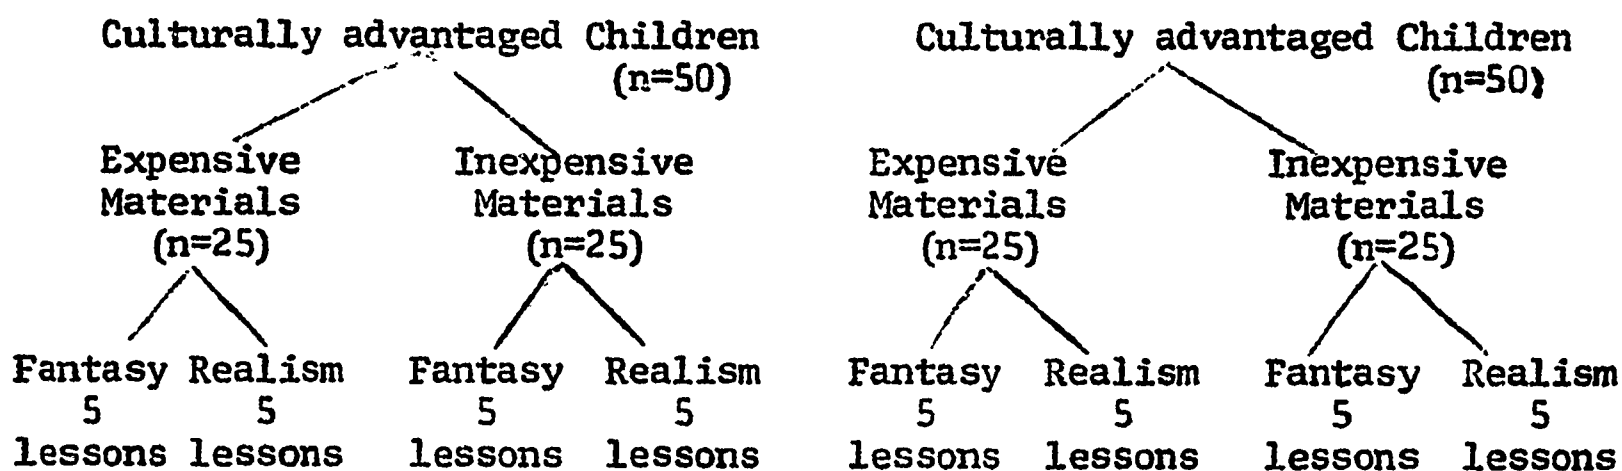 Culturally advantaged Children
(n=50)
Expensive Materials (n=25)
Inexpensive Materials (n=25)
Fantasy 5 lessons
Realism 5 lessons
Fantasy 5 lessons
Realism 5 lessons
Culturally advantaged Children
(n=50)
Expensive Materials (n=25)
Inexpensive Materials (n=25)
Fantasy 5 lessons
Realism 5 lessons
Fantasy 5 lessons
Realism 5 lessons